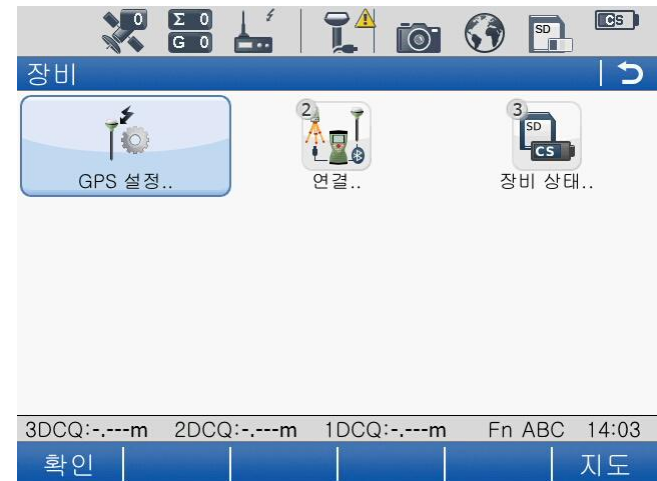 0 Σ 0 CS
G 0 SD
장비
2 3
SD
CS
GPS 설정.. 연결.. 장비 상태..
3DCQ:-.---m 2DCQ:-.---m 1DCQ:-.---m Fn ABC 14:03
확인 지도